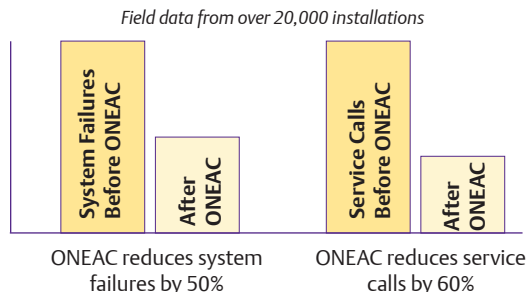 Field data from over 20,000 installations
System Failures
Before ONEAC
After
ONEAC
Service Calls
Before ONEAC
After
ONEAC
ONEAC reduces system
failures by 50%
ONEAC reduces service
calls by 60%